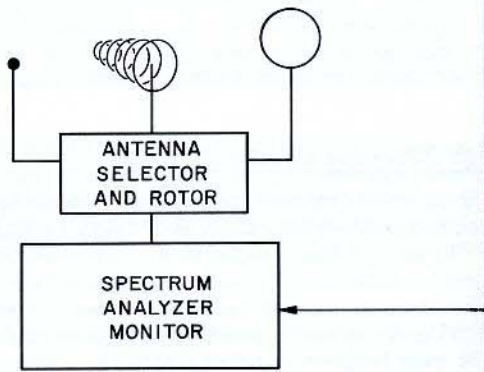 ANTENNA
SELECTOR
AND ROTOR
SPECTRUM
ANALYZER
MONITOR